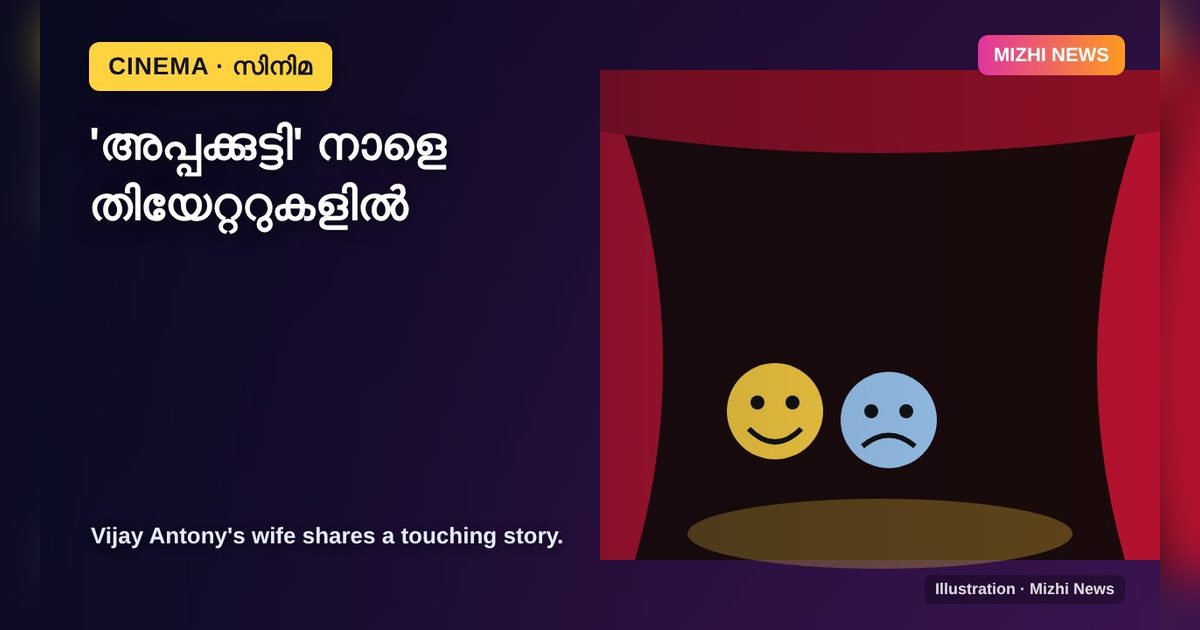 CINEMA · സിനിമ
MIZHI NEWS
'അപ്പക്കുട്ടി' നാളെ
തിയേറ്ററുകളിൽ
Vijay Antony's wife shares a touching story.
Illustration · Mizhi News